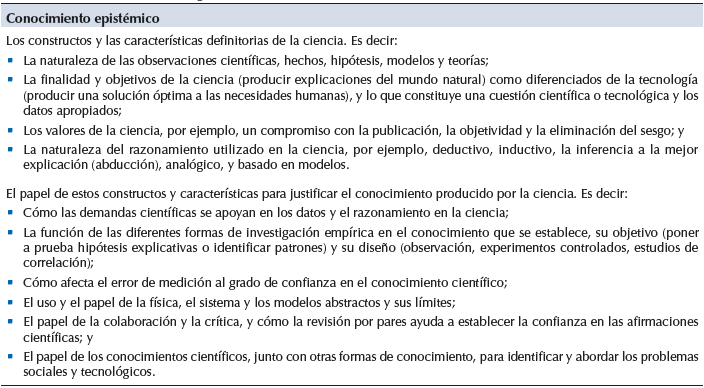 Conocimiento epistémico
Los constructos y las características definitorias de la ciencia. Es decir:
▪ La naturaleza de las observaciones científicas, hechos, hipótesis, modelos y teorías;
▪ La finalidad y objetivos de la ciencia (producir explicaciones del mundo natural) como diferenciados de la tecnología
(producir una solución óptima a las necesidades humanas), y lo que constituye una cuestión científica o tecnológica y los
datos apropiados;
▪ Los valores de la ciencia, por ejemplo, un compromiso con la publicación, la objetividad y la eliminación del sesgo; y
▪ La naturaleza del razonamiento utilizado en la ciencia, por ejemplo, deductivo, inductivo, la inferencia a la mejor
explicación (abducción), analógico, y basado en modelos.
El papel de estos constructos y características para justificar el conocimiento producido por la ciencia. Es decir:
▪ Cómo las demandas científicas se apoyan en los datos y el razonamiento en la ciencia;
▪ La función de las diferentes formas de investigación empírica en el conocimiento que se establece, su objetivo (poner
a prueba hipótesis explicativas o identificar patrones) y su diseño (observación, experimentos controlados, estudios de
correlación);
▪ Cómo afecta el error de medición al grado de confianza en el conocimiento científico;
▪ El uso y el papel de la física, el sistema y los modelos abstractos y sus límites;
▪ El papel de la colaboración y la crítica, y cómo la revisión por pares ayuda a establecer la confianza en las afirmaciones
científicas; y
▪ El papel de los conocimientos científicos, junto con otras formas de conocimiento, para identificar y abordar los problemas
sociales y tecnológicos.